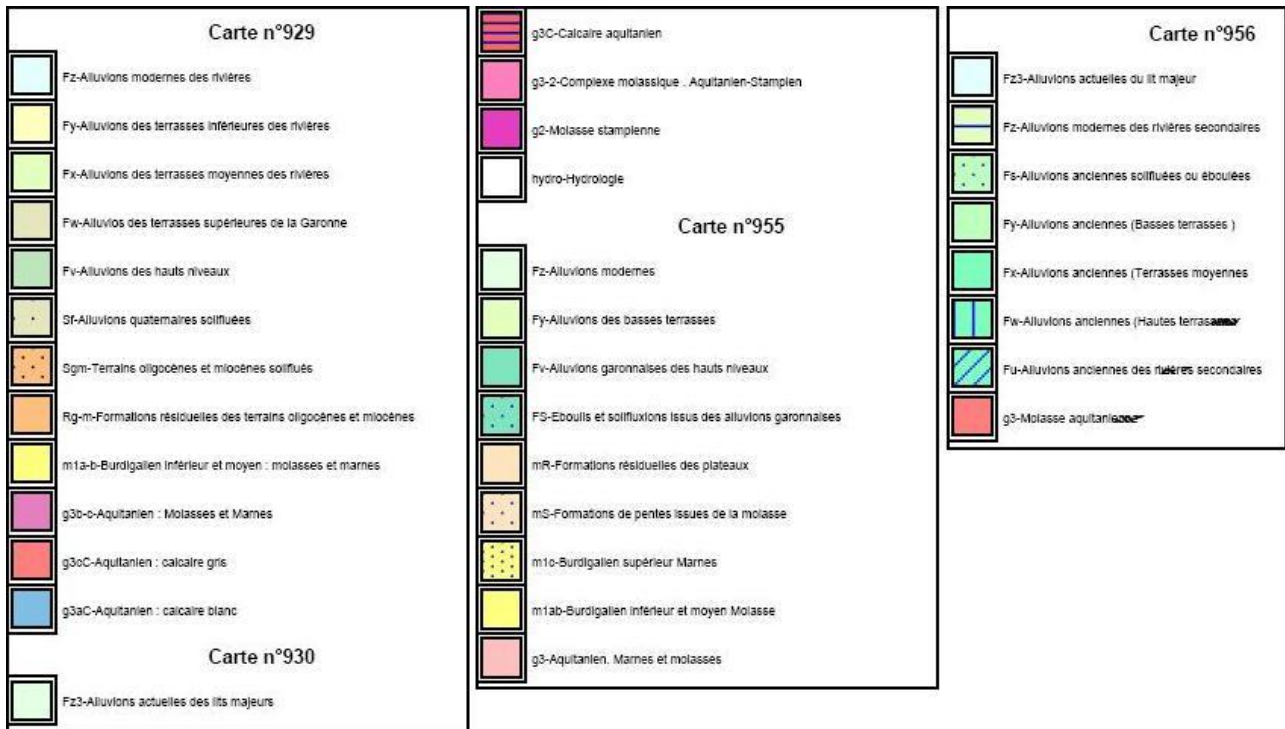 Carte n°929
Fz-Alluvions modernes des rivières
Fy-Alluvions des terrasses inférieures des rivières
Fx-Alluvions des terrasses moyennes des rivières
Fw-Alluvios des terrasses supérieures de la Garonne
Fv-Alluvions des hauts niveaux
Sf-Alluvions quaternaires soliflluées
Sgm-Terrains oligocènes et miocènes soliflués
Rg-m-Formations résiduelles des terrains oligocènes et miocènes
m1a-b-Burdigalien inférieur et moyen : molasses et marnes
g3b-c-Aquitanien : Molasses et Marnes
g3cC-Aquitanien : calcaire gris
g3aC-Aquitanien : calcaire blanc
Carte n°930
Fz3-Alluvions actuelles des lits majeurs
g3C-Calcaire aquitanien
g3-2-Complexe molassique . Aquitanien-Stampien
g2-Molasse stampienne
hydro-Hydrologie
Carte n°955
Fz-Alluvions modernes
Fy-Alluvions des basses terrasses
Fv-Alluvions garonnaises des hauts niveaux
FS-Eboulis et solifluxions issus des alluvions garonnaises
mR-Formations résiduelles des plateaux
mS-Formations de pentes issues de la molasse
m1c-Burdigalien supérieur Marnes
m1ab-Burdigalien inférieur et moyen Molasse
g3-Aquitanien. Marnes et molasses
Carte n°956
Fz3-Alluvions actuelles du lit majeur
Fz-Alluvions modernes des rivières secondaires
Fs-Alluvions anciennes solifluées ou éboulées
Fy-Alluvions anciennes (Basses terrasses )
Fx-Alluvions anciennes (Terrasses moyennes
Fw-Alluvions anciennes (Hautes
Fu-Alluvions anciennes des rivières secondaires
g3-Molasse